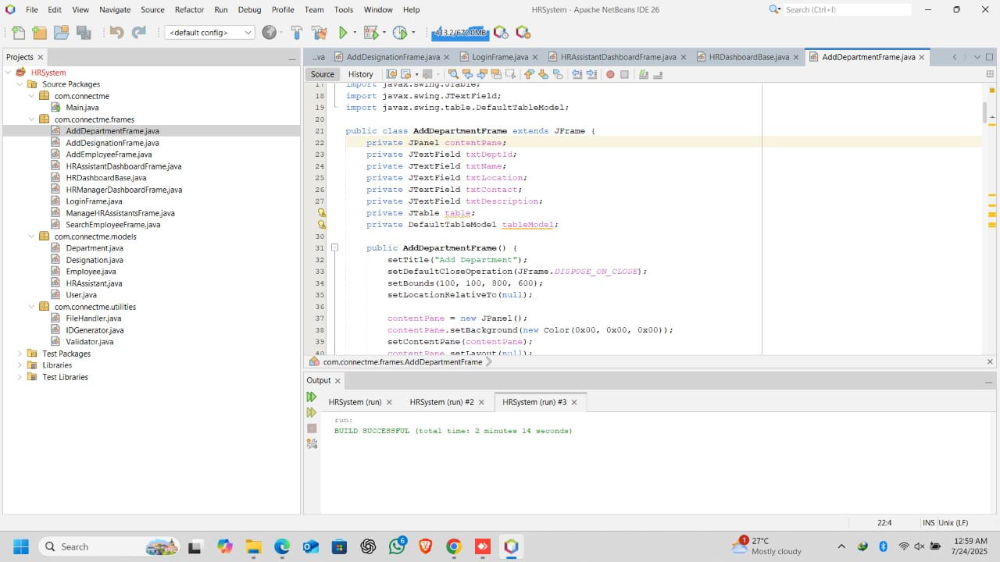 File Edit View Navigate Source Refactor Run Debug Profile Team Tools Window Help
HRSystem - Apache NetBeans IDE 26
Search (Ctrl+I)
<default config>
413.2/672.0MB
Projects
HRSystem
Source Packages
com.connectme
Main.java
com.connectme.frames
AddDepartmentFrame.java
AddDesignationFrame.java
AddEmployeeFrame.java
HRAssistantDashboardFrame.java
HRDashboardBase.java
HRManagerDashboardFrame.java
LoginFrame.java
ManageHRAssistantsFrame.java
SearchEmployeeFrame.java
com.connectme.models
Department.java
Designation.java
Employee.java
HRAssistant.java
User.java
com.connectme.utilities
FileHandler.java
IDGenerator.java
Validator.java
Test Packages
Libraries
Test Libraries
...va AddDesignationFrame.java LoginFrame.java HRAssistantDashboardFrame.java HRDashboardBase.java AddDepartmentFrame.java
Source History
17 import javax.swing.JTable;
18 import javax.swing.JTextField;
19 import javax.swing.table.DefaultTableModel;
20
21 public class AddDepartmentFrame extends JFrame {
22 private JPanel contentPane;
23 private JTextField txtDeptId;
24 private JTextField txtName;
25 private JTextField txtLocation;
26 private JTextField txtContact;
27 private JTextField txtDescription;
private JTable table;
private DefaultTableModel tableModel;
30
31 public AddDepartmentFrame() {
32 setTitle("Add Department");
33 setDefaultCloseOperation(JFrame.DISPOSE_ON_CLOSE);
34 setBounds(100, 100, 800, 600);
35 setLocationRelativeTo(null);
36
37 contentPane = new JPanel();
38 contentPane.setBackground(new Color(0x00, 0x00, 0x00));
39 setContentPane(contentPane);
40 contentPane.setLayout(null);
com.connectme.frames.AddDepartmentFrame
Output
HRSystem (run) HRSystem (run) #2 HRSystem (run) #3
run:
BUILD SUCCESSFUL (total time: 2 minutes 14 seconds)
22:4 INS Unix (LF)
Search
6
1
27°C
Mostly cloudy
12:59 AM
7/24/2025